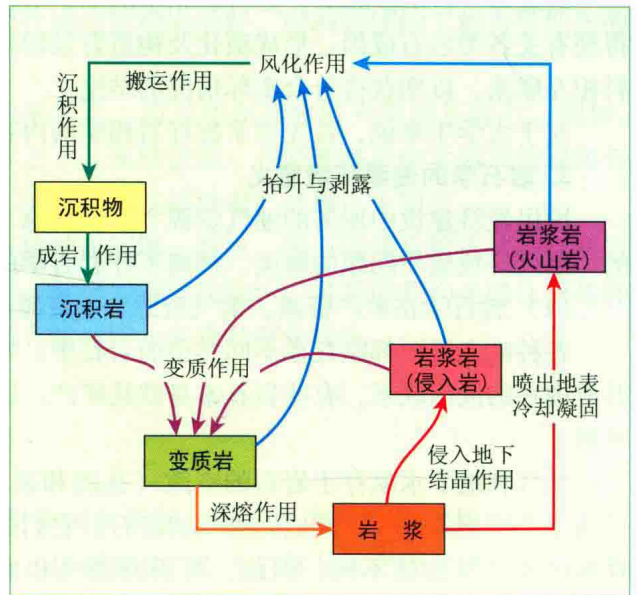 风化作用
搬运作用
沉积作用
沉积物
成岩作用
沉积岩
抬升与剥露
岩浆岩
(火山岩)
变质作用
岩浆岩
(侵入岩)
喷出地表
冷却凝固
变质岩
侵入地下
结晶作用
深熔作用
岩 浆